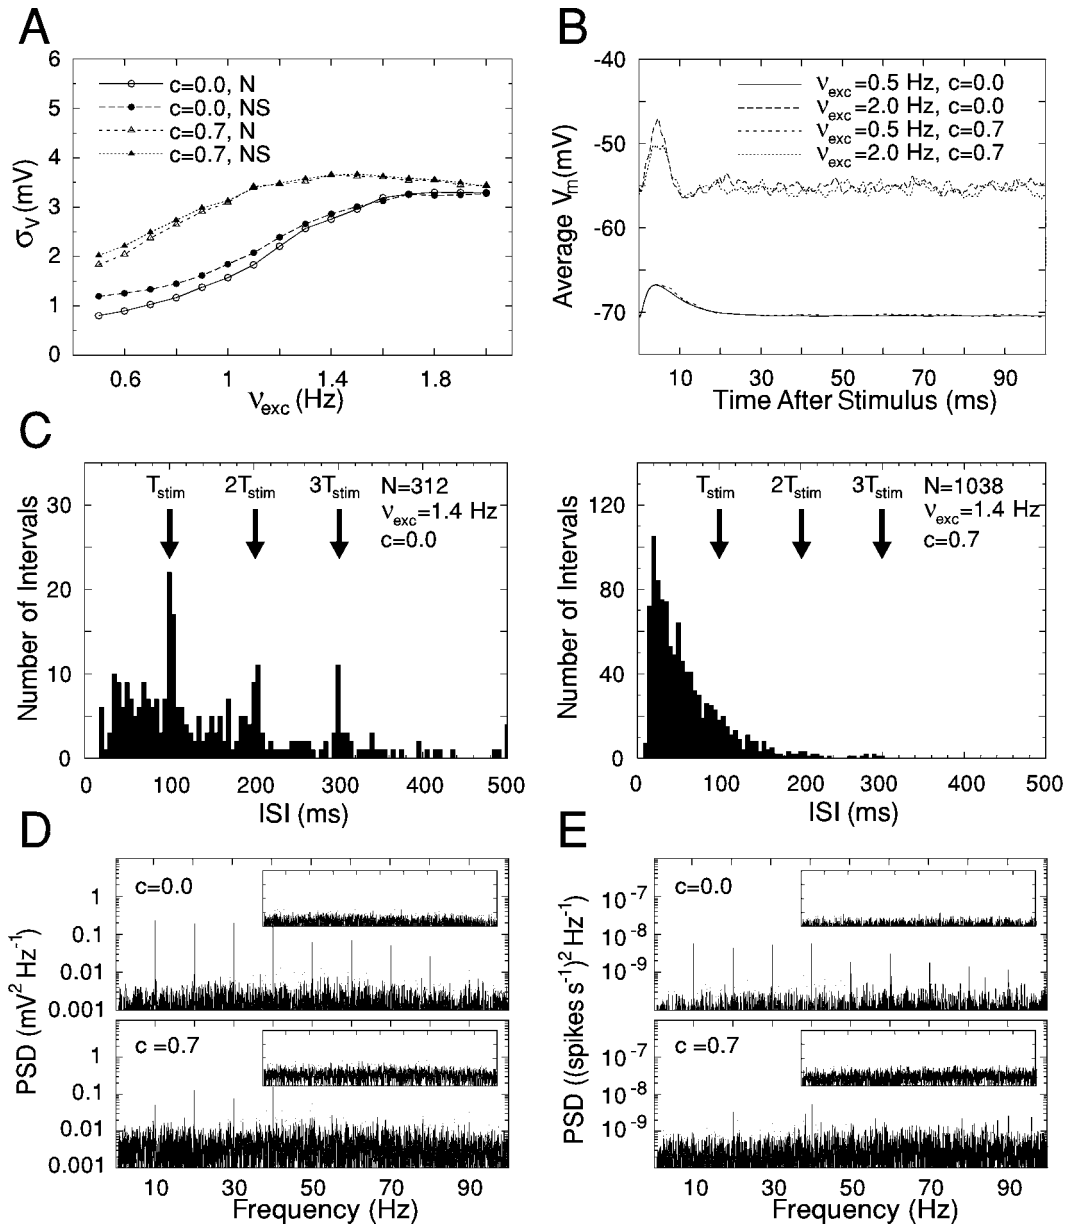 A
6
5
4
3
2
1
0
σV (mV)
c=0.0, N
c=0.0, NS
c=0.7, N
c=0.7, NS
0.6
1
1.4
1.8
νexc (Hz)
B
-40
-50
-60
-70
Average Vm(mV)
νexc=0.5 Hz, c=0.0
νexc=2.0 Hz, c=0.0
νexc=0.5 Hz, c=0.7
νexc=2.0 Hz, c=0.7
10
30
50
70
90
Time After Stimulus (ms)
C
30
20
10
0
Number of Intervals
Tstim
2Tstim
3Tstim
N=312
νexc=1.4 Hz
c=0.0
0
100
200
300
400
500
ISI (ms)
120
80
40
0
Number of Intervals
Tstim
2Tstim
3Tstim
N=1038
νexc=1.4 Hz
c=0.7
0
100
200
300
400
500
ISI (ms)
D
PSD (mV² Hz⁻¹)
1
0.1
0.01
0.001
c=0.0
1
0.1
0.01
0.001
c=0.7
10
30
50
70
90
Frequency (Hz)
E
PSD ((spikes s⁻¹)² Hz⁻¹)
10⁻⁷
10⁻⁸
10⁻⁹
c=0.0
10⁻⁷
10⁻⁸
10⁻⁹
c =0.7
10
30
50
70
90
Frequency (Hz)